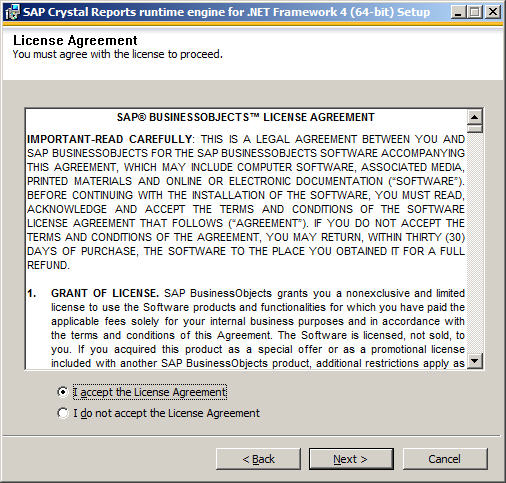 SAP Crystal Reports runtime engine for .NET Framework 4 (64-bit) Setup
License Agreement
You must agree with the license to proceed.
SAP® BUSINESSOBJECTS™ LICENSE AGREEMENT
IMPORTANT-READ CAREFULLY: THIS IS A LEGAL AGREEMENT BETWEEN YOU AND
SAP BUSINESSOBJECTS FOR THE SAP BUSINESSOBJECTS SOFTWARE ACCOMPANYING
THIS AGREEMENT, WHICH MAY INCLUDE COMPUTER SOFTWARE, ASSOCIATED MEDIA,
PRINTED MATERIALS AND ONLINE OR ELECTRONIC DOCUMENTATION (“SOFTWARE”).
BEFORE CONTINUING WITH THE INSTALLATION OF THE SOFTWARE, YOU MUST READ,
ACKNOWLEDGE AND ACCEPT THE TERMS AND CONDITIONS OF THE SOFTWARE
LICENSE AGREEMENT THAT FOLLOWS (“AGREEMENT”). IF YOU DO NOT ACCEPT THE
TERMS AND CONDITIONS OF THE AGREEMENT, YOU MAY RETURN, WITHIN THIRTY (30)
DAYS OF PURCHASE, THE SOFTWARE TO THE PLACE YOU OBTAINED IT FOR A FULL
REFUND.
1. GRANT OF LICENSE. SAP BusinessObjects grants you a nonexclusive and limited
license to use the Software products and functionalities for which you have paid the
applicable fees solely for your internal business purposes and in accordance with
the terms and conditions of this Agreement. The Software is licensed, not sold, to
you. If you acquired this product as a special offer or as a promotional license
included with another SAP BusinessObjects product, additional restrictions apply as
I accept the License Agreement
I do not accept the License Agreement
< Back Next > Cancel